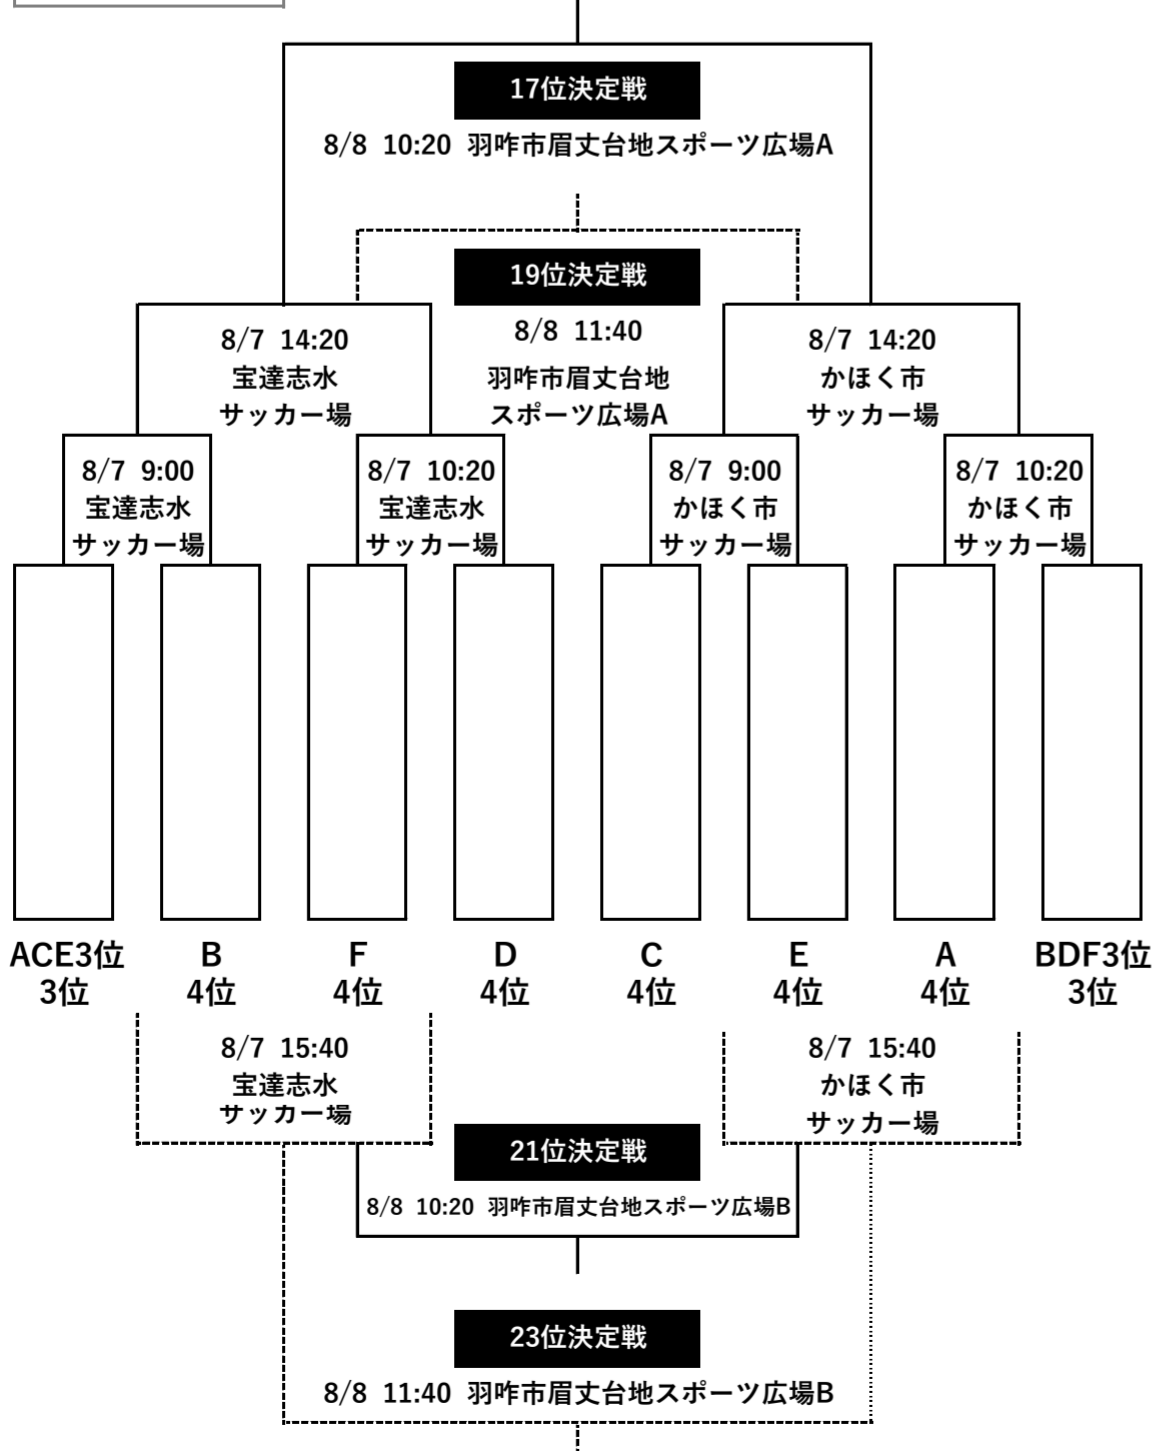 17位決定戦
8/8 10:20 羽咋市眉丈台地スポーツ広場A
19位決定戦
8/8 11:40
羽咋市眉丈台地
スポーツ広場A
8/7 14:20
宝達志水
サッカー場
8/7 14:20
かほく市
サッカー場
8/7 9:00
宝達志水
サッカー場
8/7 10:20
宝達志水
サッカー場
8/7 9:00
かほく市
サッカー場
8/7 10:20
かほく市
サッカー場
ACE3位
3位
B
4位
F
4位
D
4位
C
4位
E
4位
A
4位
BDF3位
3位
8/7 15:40
宝達志水
サッカー場
8/7 15:40
かほく市
サッカー場
21位決定戦
8/8 10:20 羽咋市眉丈台地スポーツ広場B
23位決定戦
8/8 11:40 羽咋市眉丈台地スポーツ広場B